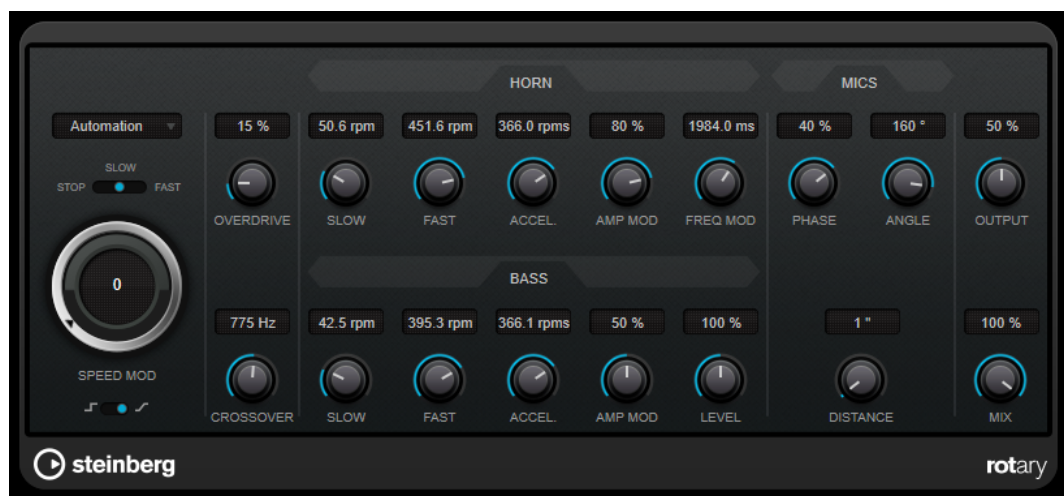 HORN
MICS
Automation
15 %
50.6 rpm
451.6 rpm
366.0 rpms
80 %
1984.0 ms
40 %
160 °
50 %
SLOW
STOP
FAST
OVERDRIVE
SLOW
FAST
ACCEL.
AMP MOD
FREQ MOD
PHASE
ANGLE
OUTPUT
BASS
0
775 Hz
42.5 rpm
395.3 rpm
366.1 rpms
50 %
100 %
1 "
100 %
SPEED MOD
CROSSOVER
SLOW
FAST
ACCEL.
AMP MOD
LEVEL
DISTANCE
MIX
steinberg
rotary